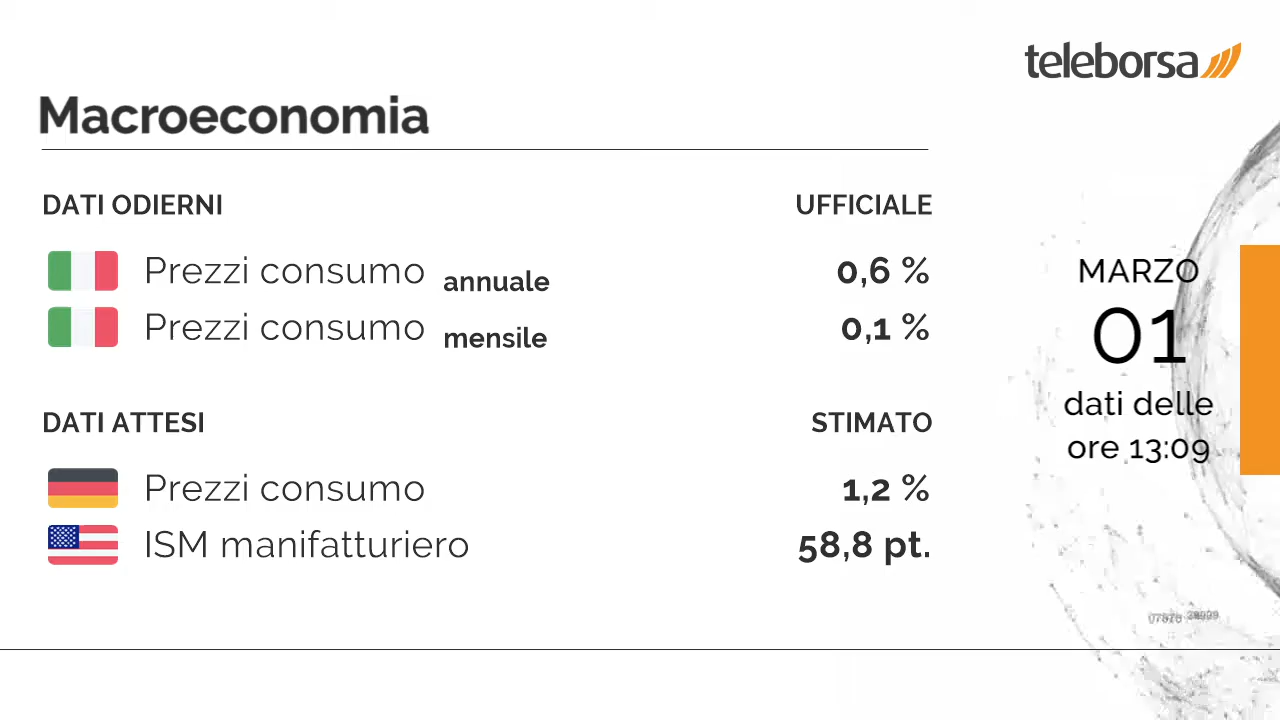 teleborsa
Macroeconomia
DATI ODIERNI UFFICIALE
Prezzi consumo annuale 0,6 %
Prezzi consumo mensile 0,1 %
DATI ATTESI STIMATO
Prezzi consumo 1,2 %
ISM manifatturiero 58,8 pt.
MARZO
01
dati delle
ore 13:09